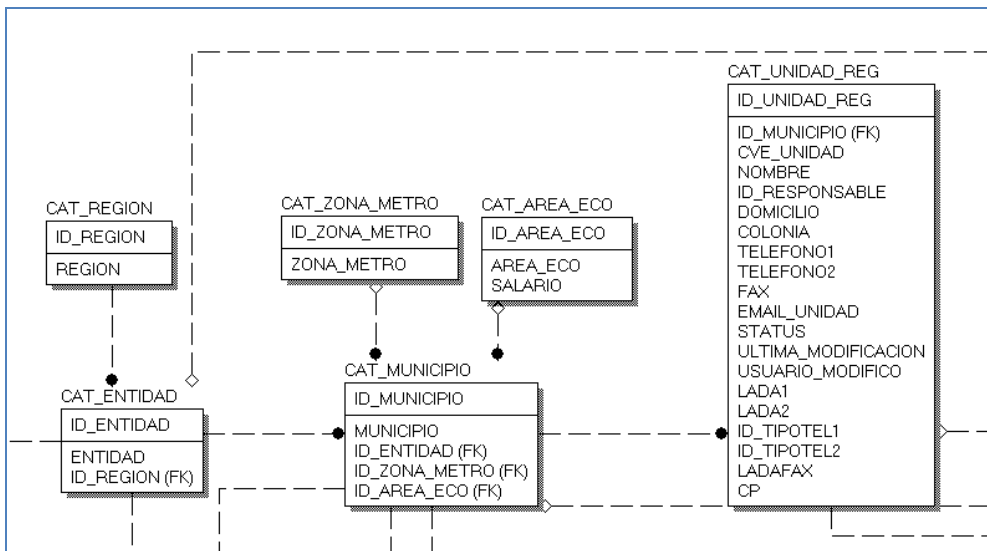 CAT_UNIDAD_REG
ID_UNIDAD_REG
ID_MUNICIPIO (FK)
CVE_UNIDAD
NOMBRE
ID_RESPONSABLE
DOMICILIO
COLONIA
TELEFONO1
TELEFONO2
FAX
EMAIL_UNIDAD
STATUS
ULTIMA_MODIFICACION
USUARIO_MODIFICO
LADA1
LADA2
ID_TIPOTEL1
ID_TIPOTEL2
LADAFAX
CP
CAT_REGION
ID_REGION
REGION
CAT_ZONA_METRO
ID_ZONA_METRO
ZONA_METRO
CAT_AREA_ECO
ID_AREA_ECO
AREA_ECO
SALARIO
CAT_ENTIDAD
ID_ENTIDAD
ENTIDAD
ID_REGION (FK)
CAT_MUNICIPIO
ID_MUNICIPIO
MUNICIPIO
ID_ENTIDAD (FK)
ID_ZONA_METRO (FK)
ID_AREA_ECO (FK)